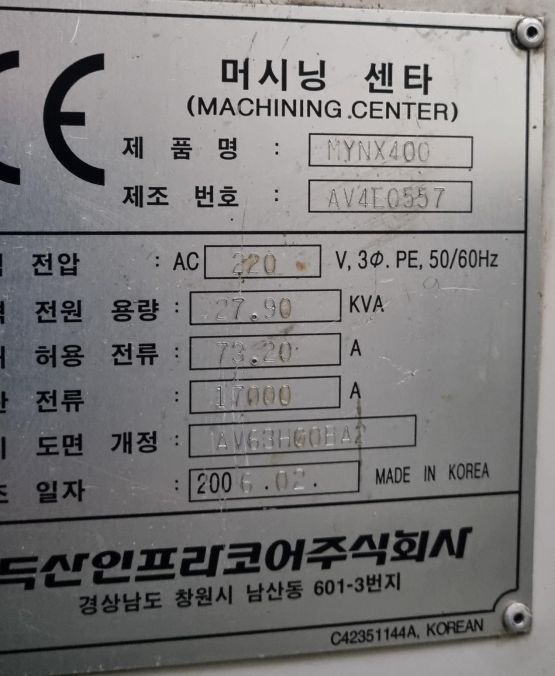 CE
머시닝 센타
(MACHINING CENTER)
제 품 명 : MYNX400
제조 번호 : AV4E0557
전압 : AC 220 V, 3Φ. PE, 50/60Hz
전원 용량 : 27.90 KVA
허용 전류 : 73.20 A
전류 : 17000 A
도면 개정 : AV63HG0BA2
일자 : 2006.02. MADE IN KOREA
두산인프라코어주식회사
경상남도 창원시 남산동 601-3번지
C42351144A, KOREAN